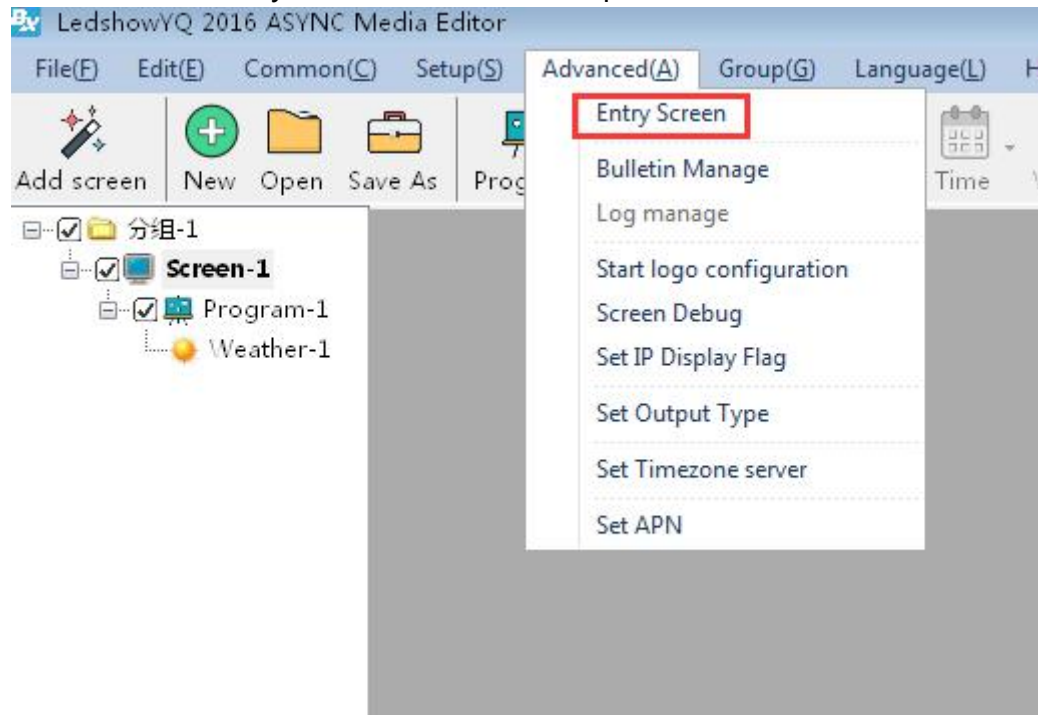 LedshowYQ 2016 ASYNC Media Editor
File(F) Edit(E) Common(C) Setup(S) Advanced(A) Group(G) Language(L) H
Add screen New Open Save As Prog Time
Entry Screen
Bulletin Manage
Log manage
Start logo configuration
Screen Debug
Set IP Display Flag
Set Output Type
Set Timezone server
Set APN
分组-1
Screen-1
Program-1
Weather-1